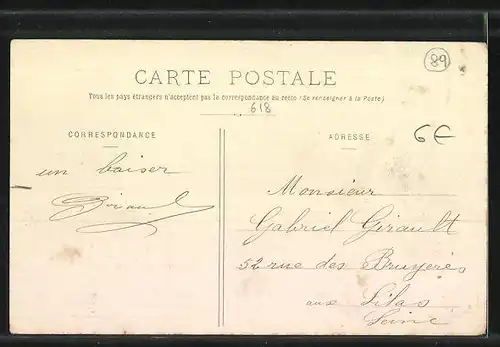 89
CARTE POSTALE
Tous les pays étrangers n'acceptent pas la correspondance au recto (Se renseigner à la Poste)
618
CORRESPONDANCE
ADRESSE
6€
un baiser
Monsieur
Gabriel Girault
52 rue des Bruyeres
aux Lilas
Seine